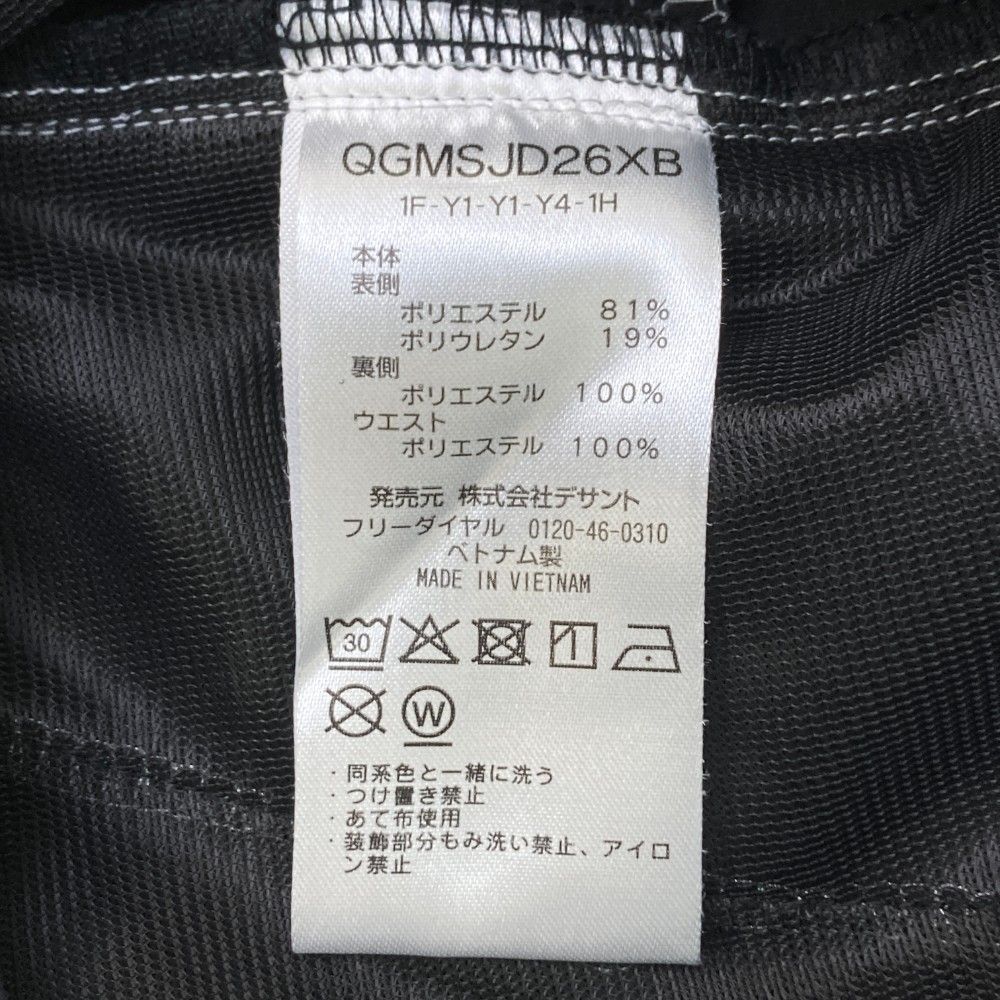 QGMSJD26XB
1F-Y1-Y1-Y4-1H
本体
表側
ポリエステル 81%
ポリウレタン 19%
裏側
ポリエステル 100%
ウエスト
ポリエステル 100%
発売元 株式会社デサント
フリーダイヤル 0120-46-0310
ベトナム製
MADE IN VIETNAM
30
W
・同系色と一緒に洗う
・つけ置き禁止
・あて布使用
・装飾部分もみ洗い禁止、アイロ
ン禁止